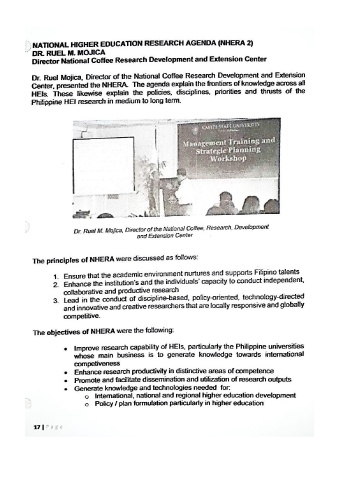 NATIONAL HIGHER EDUCATION RESEARCH AGENDA (NHERA 2)
DR. RUEL M. MOJICA
Director National Coffee Research Development and Extension Center
Dr. Ruel Mojica, Director of the National Coffee Research Development and Extension
Center, presented the NHERA. The agenda explain the frontiers of knowledge across all
HEIs. These likewise explain the policies, disciplines, priorities and thrusts of the
Philippine HEI research in medium to long term.
CAVITE STATE UNIVERSITY
Management Training and
Strategic Planning
Workshop
Dr. Ruel M. Mojica, Director of the National Coffee, Research, Development
and Extension Center
The principles of NHERA were discussed as follows:
1. Ensure that the academic environment nurtures and supports Filipino talents
2. Enhance the institution's and the individuals' capacity to conduct independent,
collaborative and productive research
3. Lead in the conduct of discipline-based, policy-oriented, technology-directed
and innovative and creative researchers that are locally responsive and globally
competitive.
The objectives of NHERA were the following:
• Improve research capability of HEIs, particularly the Philippine universities
whose main business is to generate knowledge towards international
competiveness
• Enhance research productivity in distinctive areas of competence
• Promote and facilitate dissemination and utilization of research outputs
• Generate knowledge and technologies needed for:
o International, national and regional higher education development
o Policy / plan formulation particularly in higher education
37 | Page